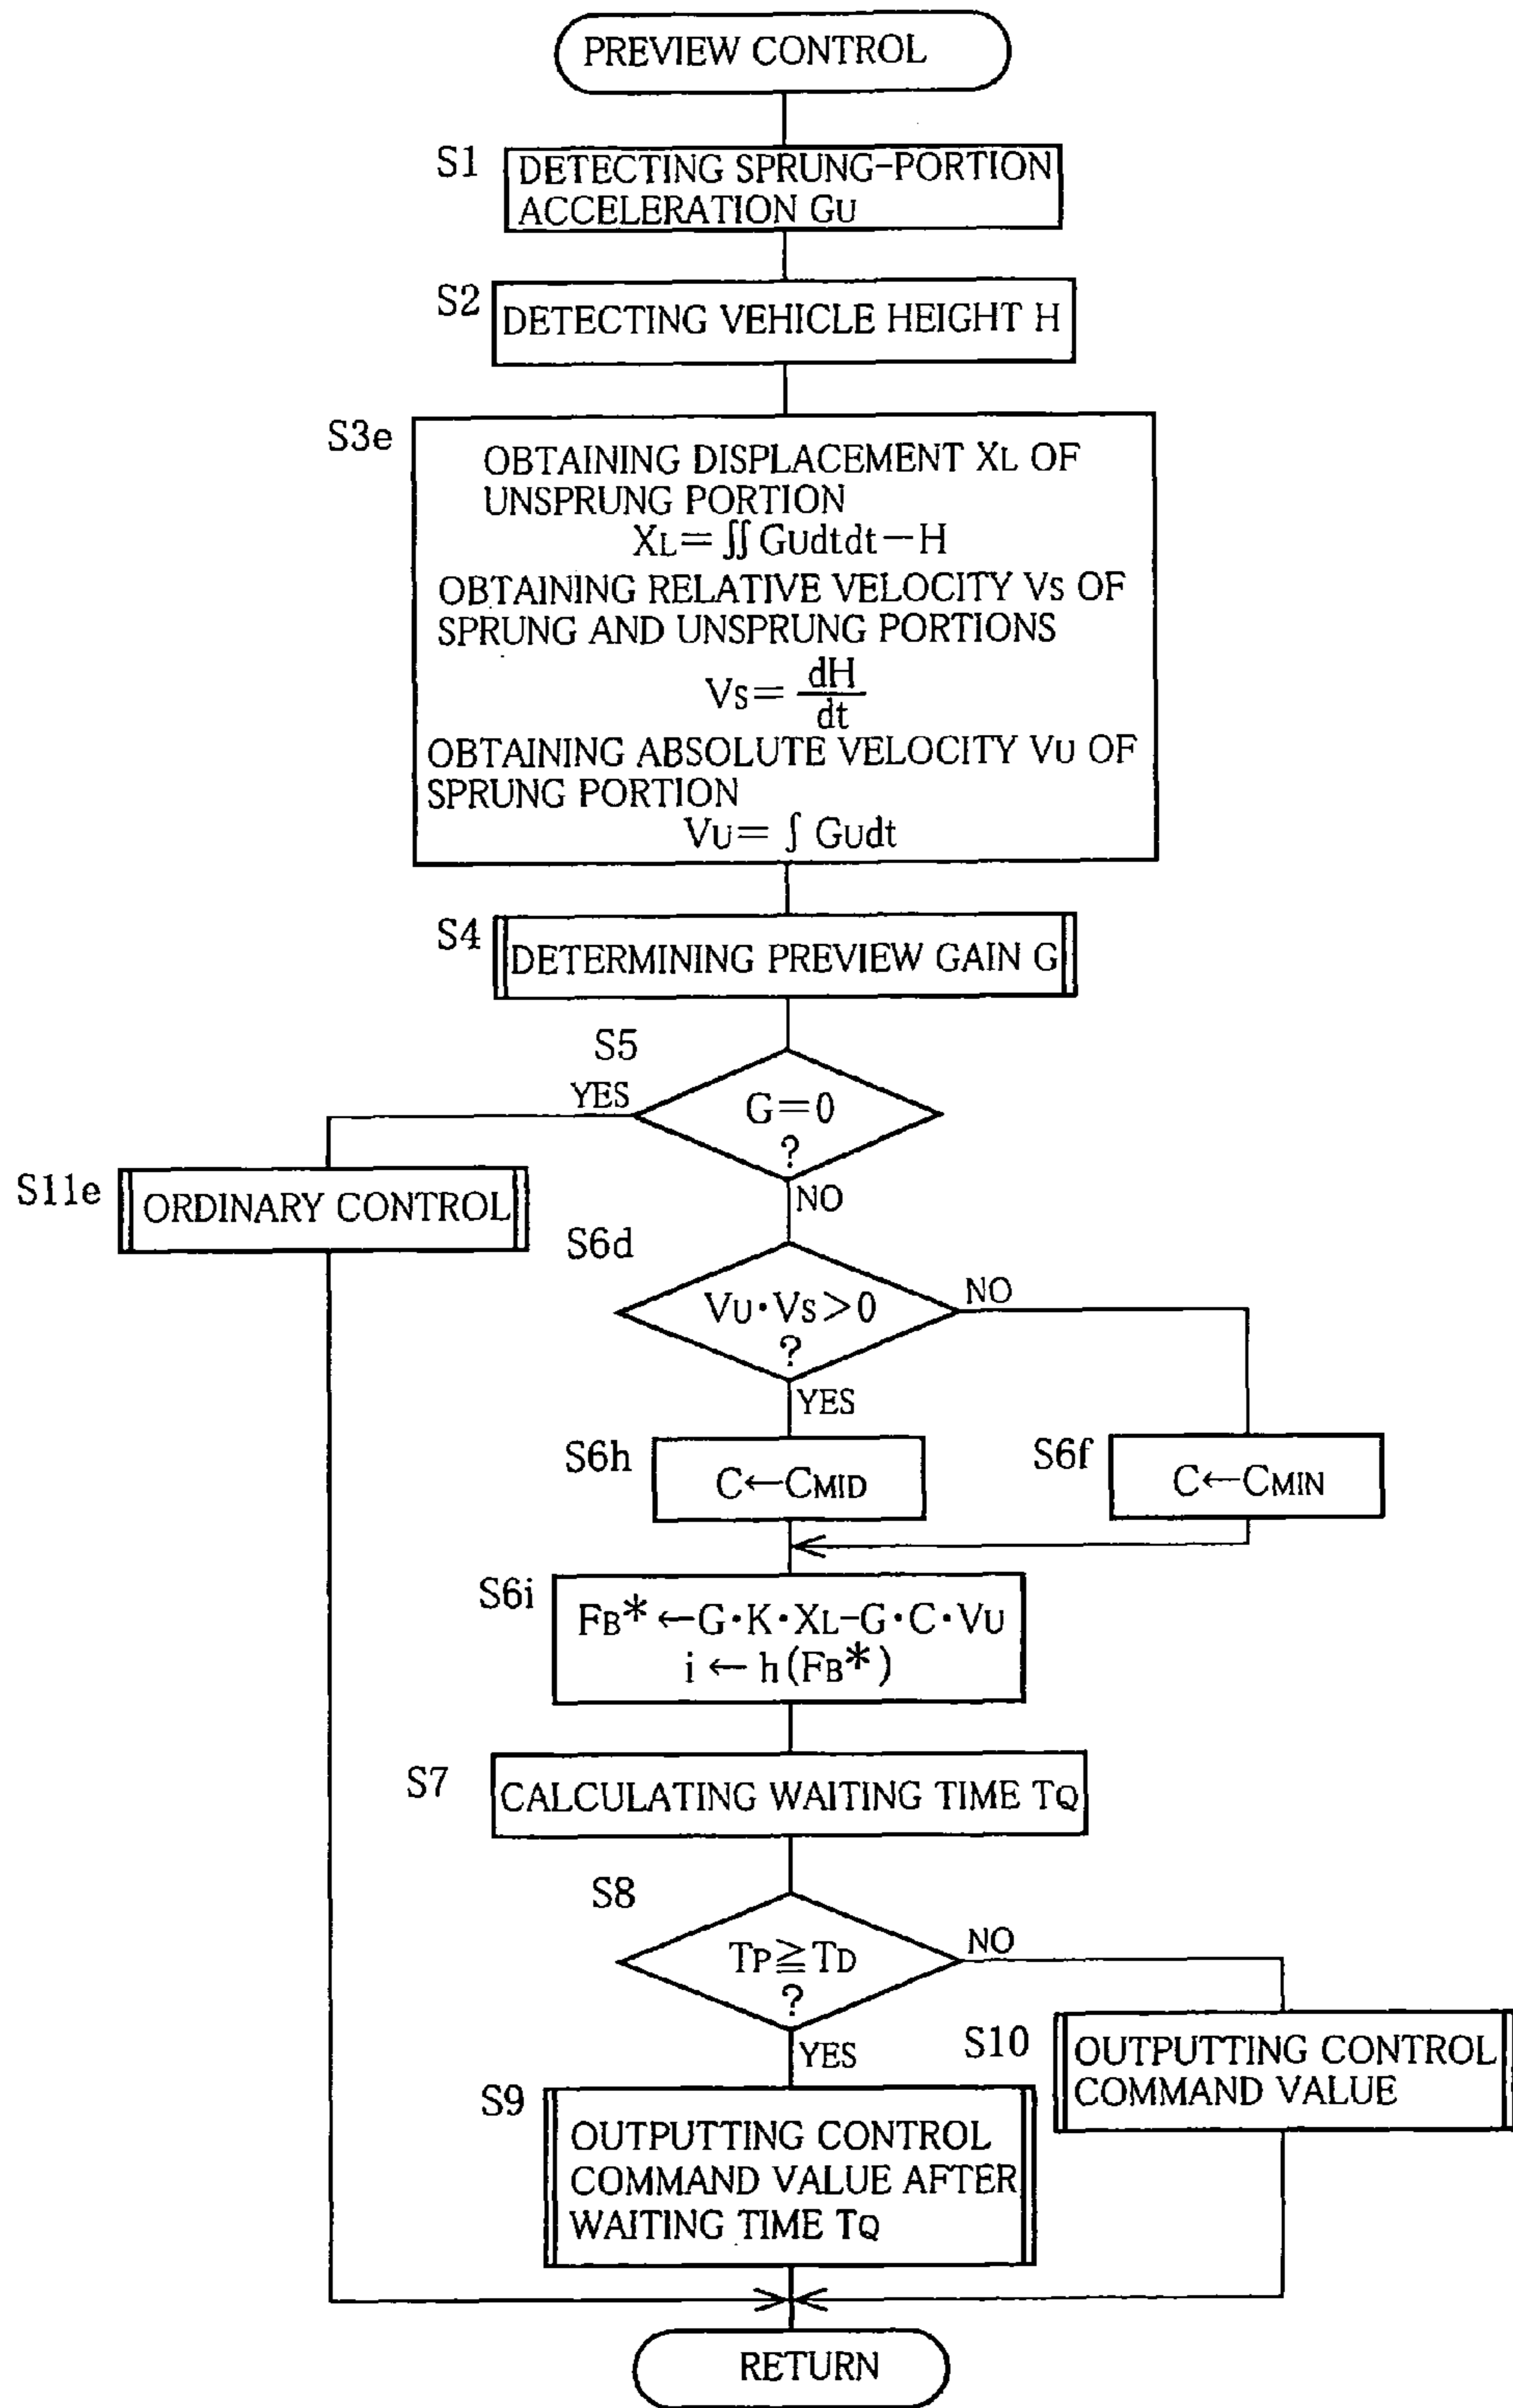 PREVIEW CONTROL
S1
DETECTING SPRUNG-PORTION
ACCELERATION GU
S2
DETECTING VEHICLE HEIGHT H
S3e
OBTAINING DISPLACEMENT XL OF
UNSPRUNG PORTION
XL=∬GUdtdt-H
OBTAINING RELATIVE VELOCITY VS OF
SPRUNG AND UNSPRUNG PORTIONS
VS=dH/dt
OBTAINING ABSOLUTE VELOCITY VU OF
SPRUNG PORTION
VU=∫GUdt
S4
DETERMINING PREVIEW GAIN G
S5
YES
G=0
?
S11e
ORDINARY CONTROL
NO
S6d
VU·VS>0
?
NO
YES
S6h
C←CMID
S6f
C←CMIN
S6i
FB*←G·K·XL-G·C·VU
i←h(FB*)
S7
CALCULATING WAITING TIME TQ
S8
TP≧TD
?
NO
YES
S10
OUTPUTTING CONTROL
COMMAND VALUE
S9
OUTPUTTING CONTROL
COMMAND VALUE AFTER
WAITING TIME TQ
RETURN